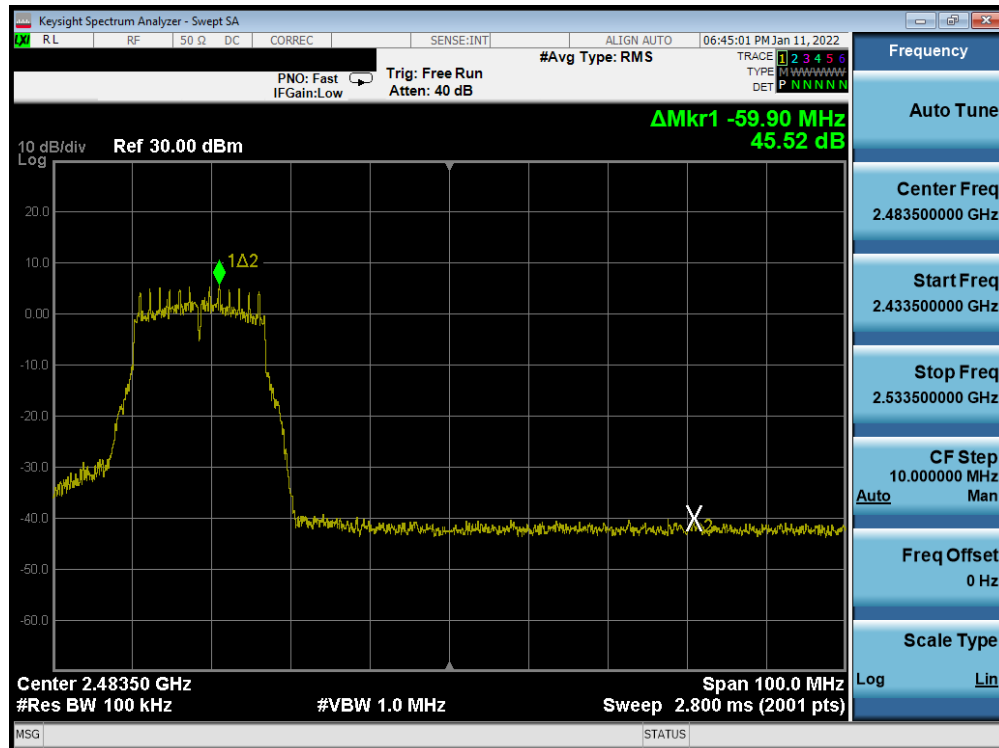 Keysight Spectrum Analyzer - Swept SA
LXI RL RF 50 Ω DC CORREC SENSE:INT ALIGN AUTO 06:45:01 PM Jan 11, 2022
#Avg Type: RMS
TRACE 1 2 3 4 5 6
TYPE M W W W W W
DET P N N N N N
PNO: Fast
IFGain:Low
Trig: Free Run
Atten: 40 dB
ΔMkr1 -59.90 MHz
45.52 dB
10 dB/div Ref 30.00 dBm
Log
20.0
10.0
0.00
-10.0
-20.0
-30.0
-40.0
-50.0
-60.0
1Δ2
X2
Center 2.48350 GHz
#Res BW 100 kHz
#VBW 1.0 MHz
Span 100.0 MHz
Sweep 2.800 ms (2001 pts)
MSG
STATUS
Frequency
Auto Tune
Center Freq
2.483500000 GHz
Start Freq
2.433500000 GHz
Stop Freq
2.533500000 GHz
CF Step
10.000000 MHz
Auto Man
Freq Offset
0 Hz
Scale Type
Log Lin